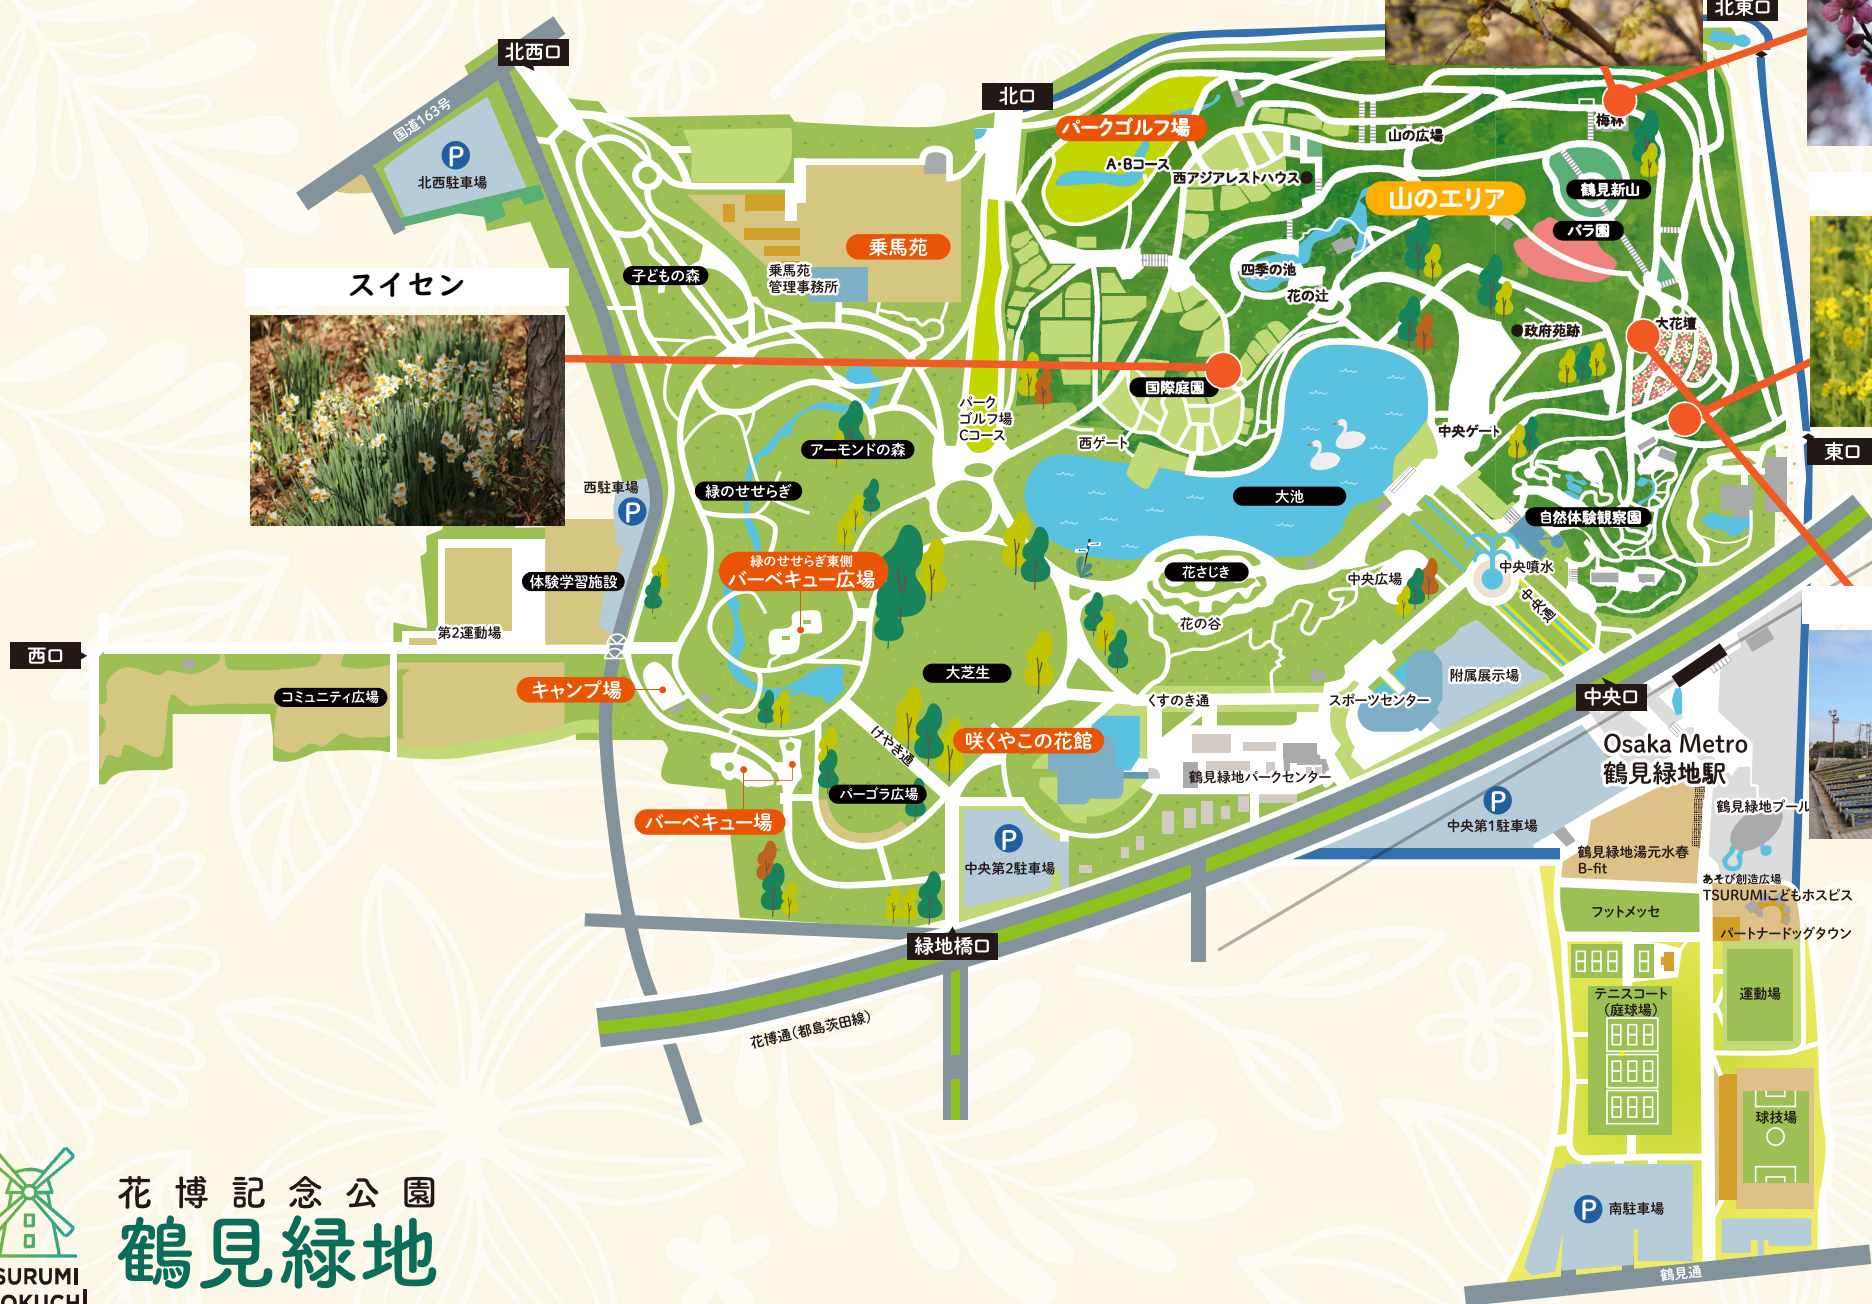 北東口
北西口
国道163号
P
北西駐車場
北口
パークゴルフ場
A・Bコース
西アジアレストハウス
山の広場
梅林
鶴見新山
山のエリア
バラ園
乗馬苑
乗馬苑
管理事務所
子どもの森
スイセン
四季の池
花の辻
政府苑跡
大花壇
国際庭園
パーク
ゴルフ場
Cコース
西ゲート
中央ゲート
アーモンドの森
緑のせせらぎ
西駐車場
P
東口
大池
自然体験観察園
緑のせせらぎ東側
バーベキュー広場
体験学習施設
花さじき
中央広場
中央噴水
中央通
第2運動場
花の谷
西口
コミュニティ広場
キャンプ場
大芝生
くすのき通
スポーツセンター
附属展示場
中央口
けやき通
咲くやこの花館
鶴見緑地パークセンター
Osaka Metro
鶴見緑地駅
パーゴラ広場
バーベキュー場
P
中央第2駐車場
P
中央第1駐車場
鶴見緑地プール
鶴見緑地湯元水春
B-fit
あそび創造広場
TSURUMIこどもホスピス
フットメッセ
パートナードッグタウン
緑地橋口
花博通(都島茨田線)
テニスコート
(庭球場)
運動場
球技場
P
南駐車場
鶴見通
花博記念公園
鶴見緑地
SURUMI
OKUCHI